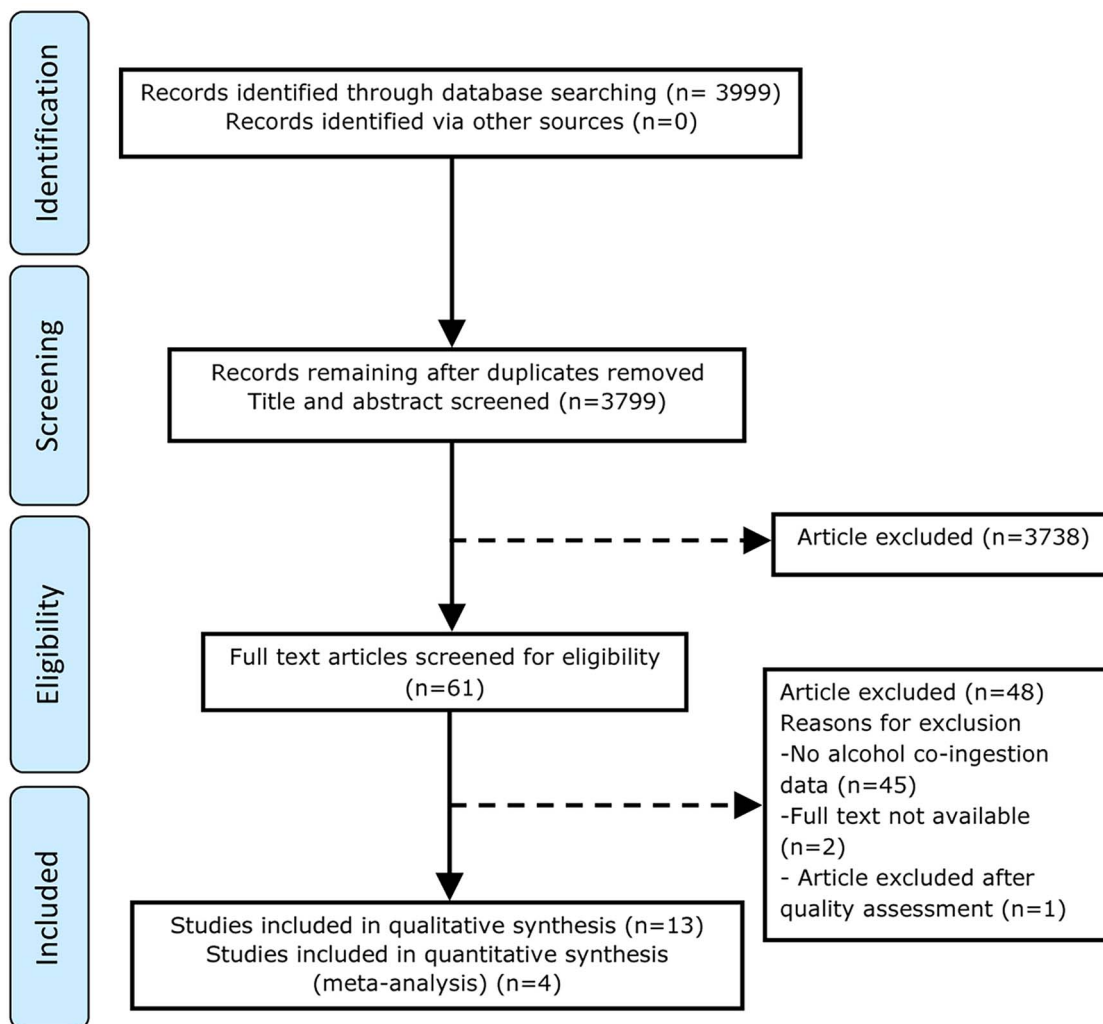 Identification
Records identified through database searching (n= 3999)
Records identified via other sources (n=0)
Screening
Records remaining after duplicates removed
Title and abstract screened (n=3799)
Article excluded (n=3738)
Eligibility
Full text articles screened for eligibility
(n=61)
Article excluded (n=48)
Reasons for exclusion
-No alcohol co-ingestion
data (n=45)
-Full text not available
(n=2)
- Article excluded after
quality assessment (n=1)
Included
Studies included in qualitative synthesis (n=13)
Studies included in quantitative synthesis
(meta-analysis) (n=4)